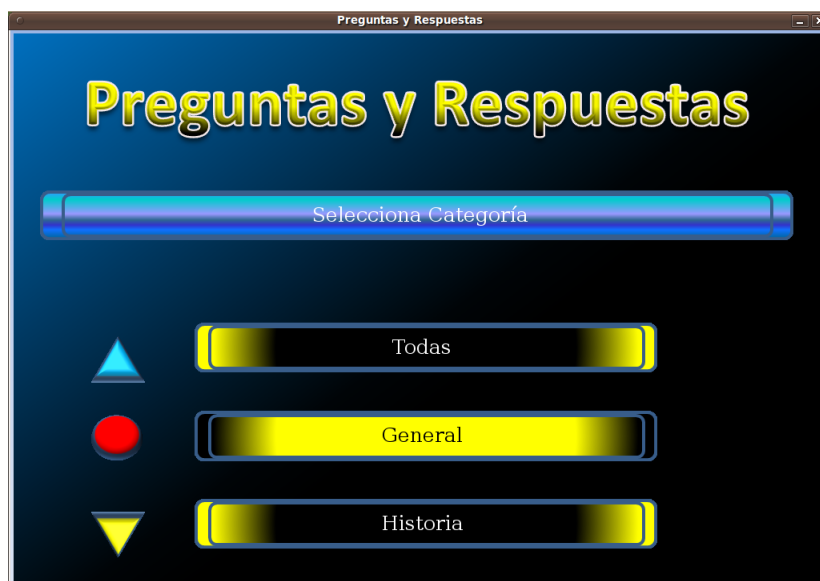 Preguntas y Respuestas
Preguntas y Respuestas
Selecciona Categoría
Todas
General
Historia